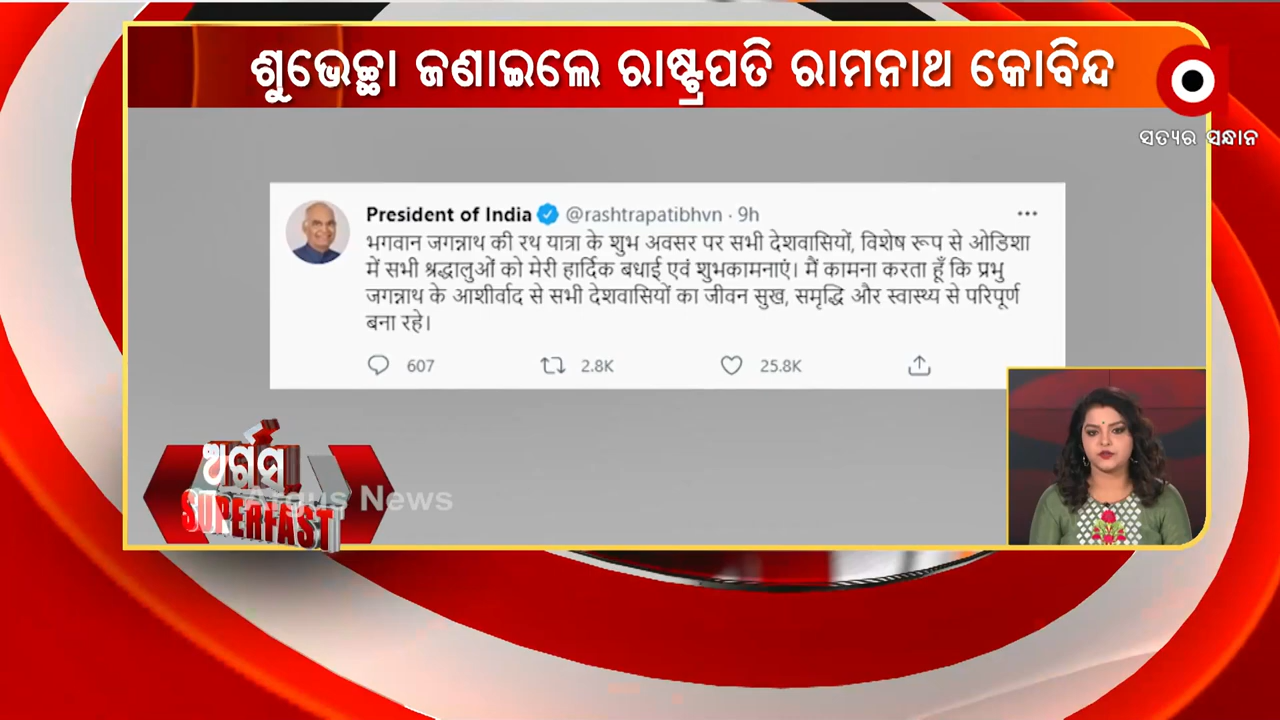 ଶୁଭେଚ୍ଛା ଜଣାଇଲେ ରାଷ୍ଟ୍ରପତି ରାମନାଥ କୋବିନ୍ଦ
ସତ୍ୟର ସନ୍ଧାନ
President of India @rashtrapatibhvn · 9h
भगवान जगन्नाथ की रथ यात्रा के शुभ अवसर पर सभी देशवासियों, विशेष रूप से ओडिशा
में सभी श्रद्धालुओं को मेरी हार्दिक बधाई एवं शुभकामनाएं। मैं कामना करता हूँ कि प्रभु
जगन्नाथ के आशीर्वाद से सभी देशवासियों का जीवन सुख, समृद्धि और स्वास्थ्य से परिपूर्ण
बना रहे।
607 2.8K 25.8K
ଅର୍ଗସ୍
Argus News
SUPERFAST